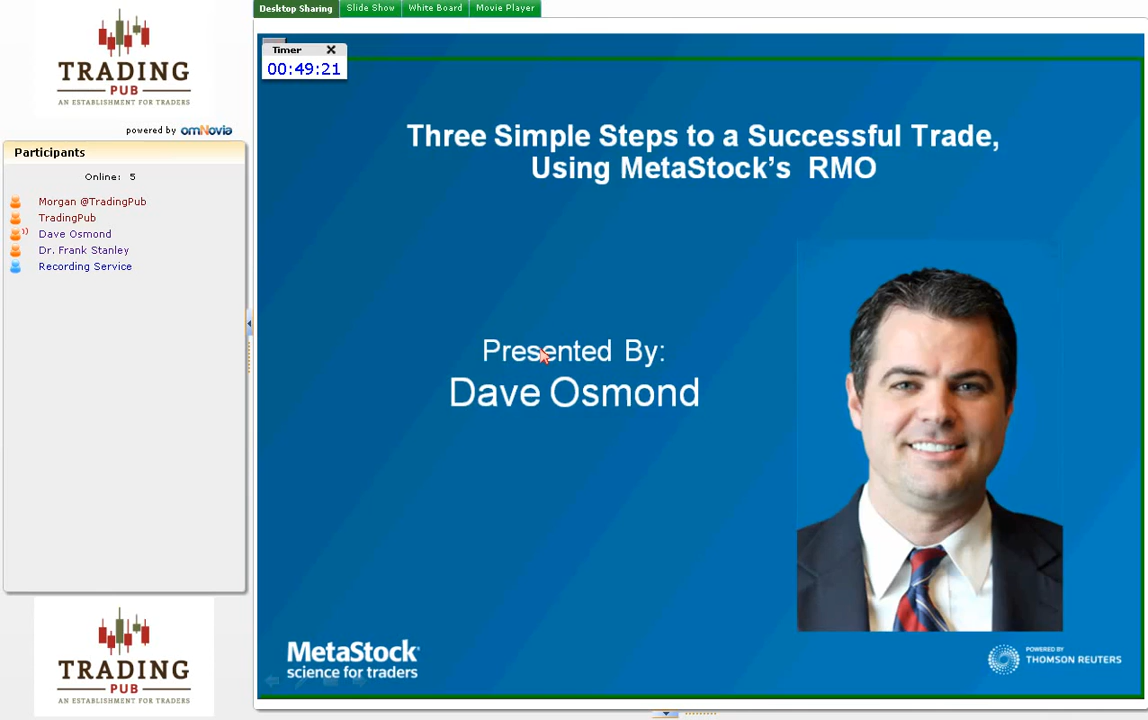 TRADING
PUB
AN ESTABLISHMENT FOR TRADERS
powered by omNovia
Participants
Online: 5
Morgan @TradingPub
TradingPub
Dave Osmond
Dr. Frank Stanley
Recording Service
TRADING
PUB
AN ESTABLISHMENT FOR TRADERS
Desktop Sharing Slide Show White Board Movie Player
Timer
00:49:21
Three Simple Steps to a Successful Trade,
Using MetaStock's RMO
Presented By:
Dave Osmond
MetaStock
science for traders
POWERED BY
THOMSON REUTERS